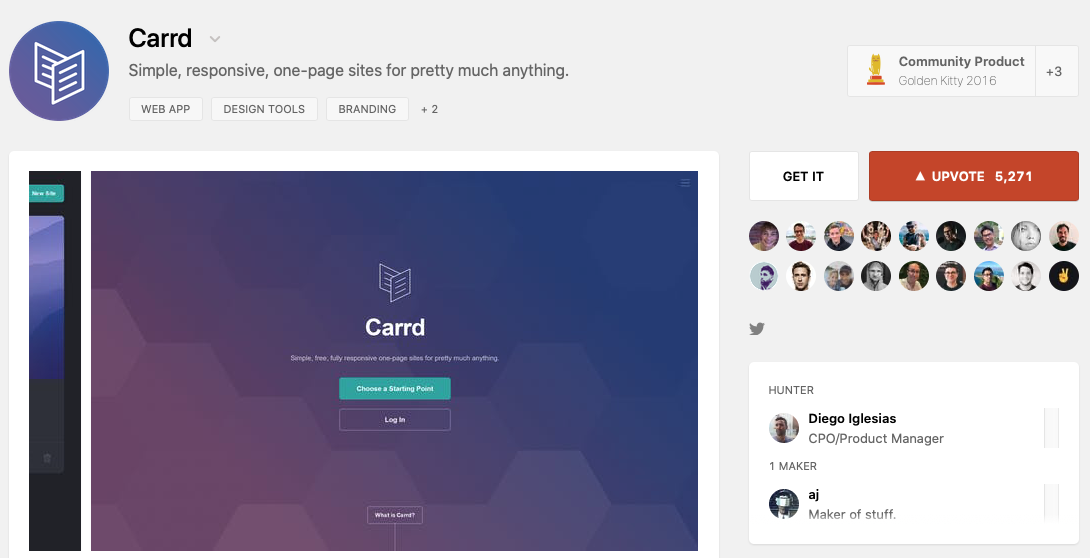 Carrd
Simple, responsive, one-page sites for pretty much anything.
WEB APP
DESIGN TOOLS
BRANDING
+ 2
Community Product
Golden Kitty 2016
+3
New Site
Carrd
Simple, free, fully responsive one-page sites for pretty much anything.
Choose a Starting Point
Log In
What is Carrd?
GET IT
▲ UPVOTE 5,271
HUNTER
Diego Iglesias
CPO/Product Manager
1 MAKER
aj
Maker of stuff.